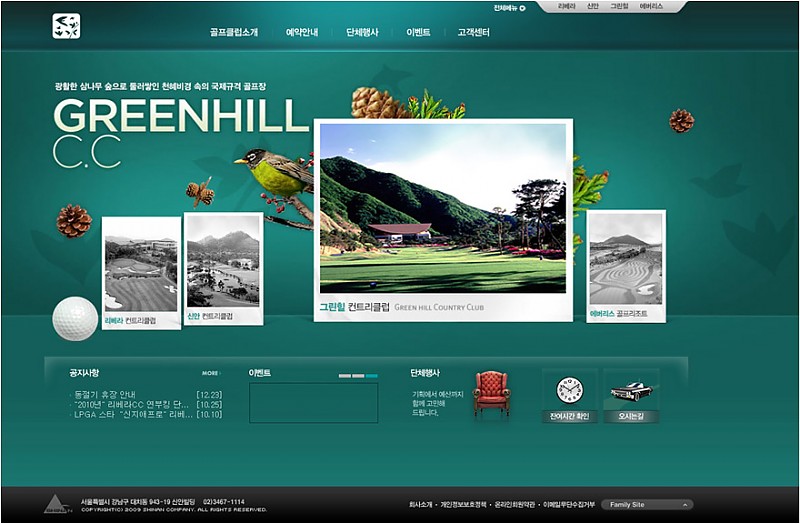 전체메뉴
리베라 신안 그린힐 에버리스
골프클럽소개 예약안내 단체행사 이벤트 고객센터
광활한 삼나무 숲으로 둘러쌓인 천혜비경 속의 국제규격 골프장
GREENHILL
C.C
리베라 컨트리클럽
신안 컨트리클럽
그린힐 컨트리클럽 GREEN HILL COUNTRY CLUB
에버리스 골프리조트
공지사항 MORE
· 동절기 휴장 안내 [12.23]
· "2010년" 리베라CC 연부킹 단... [10.25]
· LPGA 스타 "신지애프로" 리베... [10.10]
이벤트
단체행사
기획에서 예산까지
함께 고민해
드립니다.
잔여시간 확인
오시는길
서울특별시 강남구 대치동 943-19 신안빌딩 02)3467-1114
COPYRIGHT(C) 2009 SHINAN COMPANY. ALL RIGHTS RESERVED.
회사소개 · 개인정보보호정책 · 온라인회원약관 · 이메일무단수집거부
Family Site